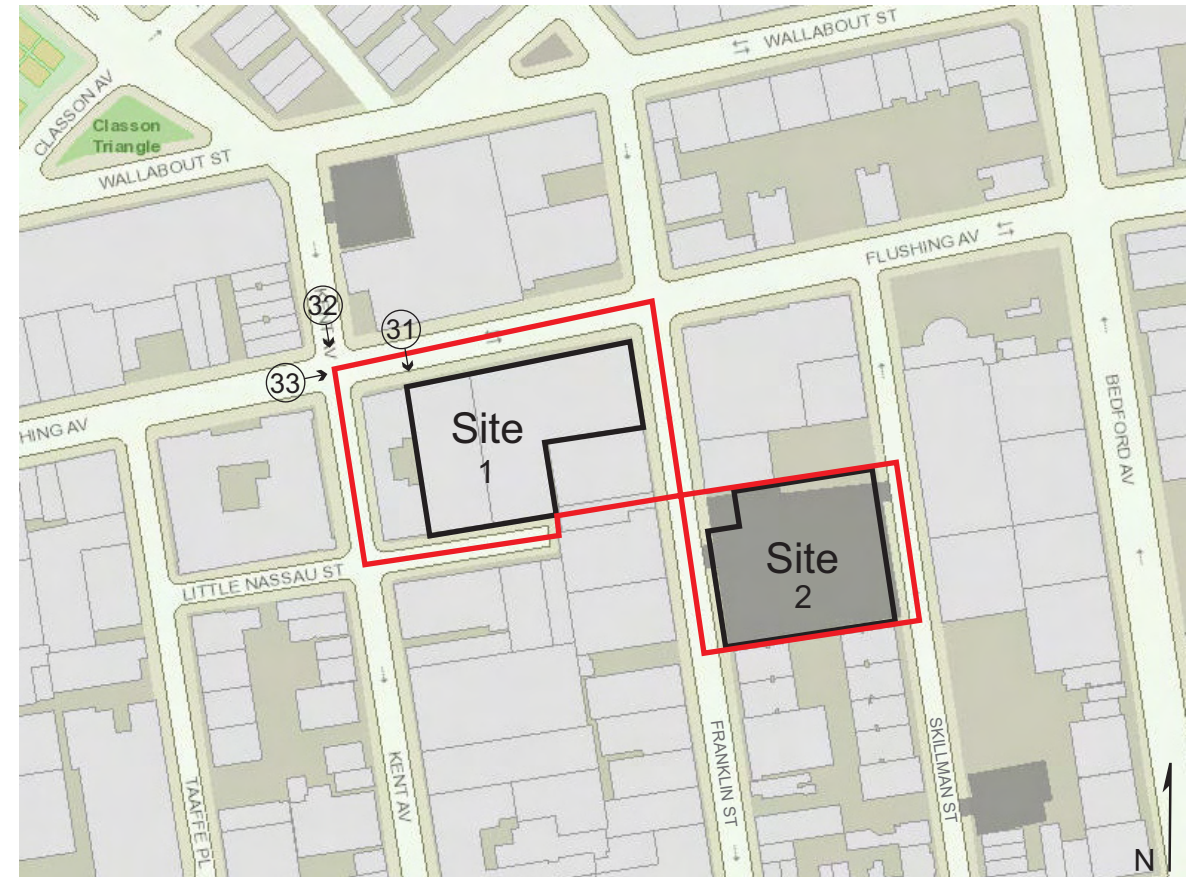 WALLABOUT ST
CLASSON AV
Classon
Triangle
WALLABOUT ST
FLUSHING AV
32
31
33
HING AV
Site
1
BEDFORD AV
Site
2
LITTLE NASSAU ST
TAAFFE PL
KENT AV
FRANKLIN ST
SKILLMAN ST
N